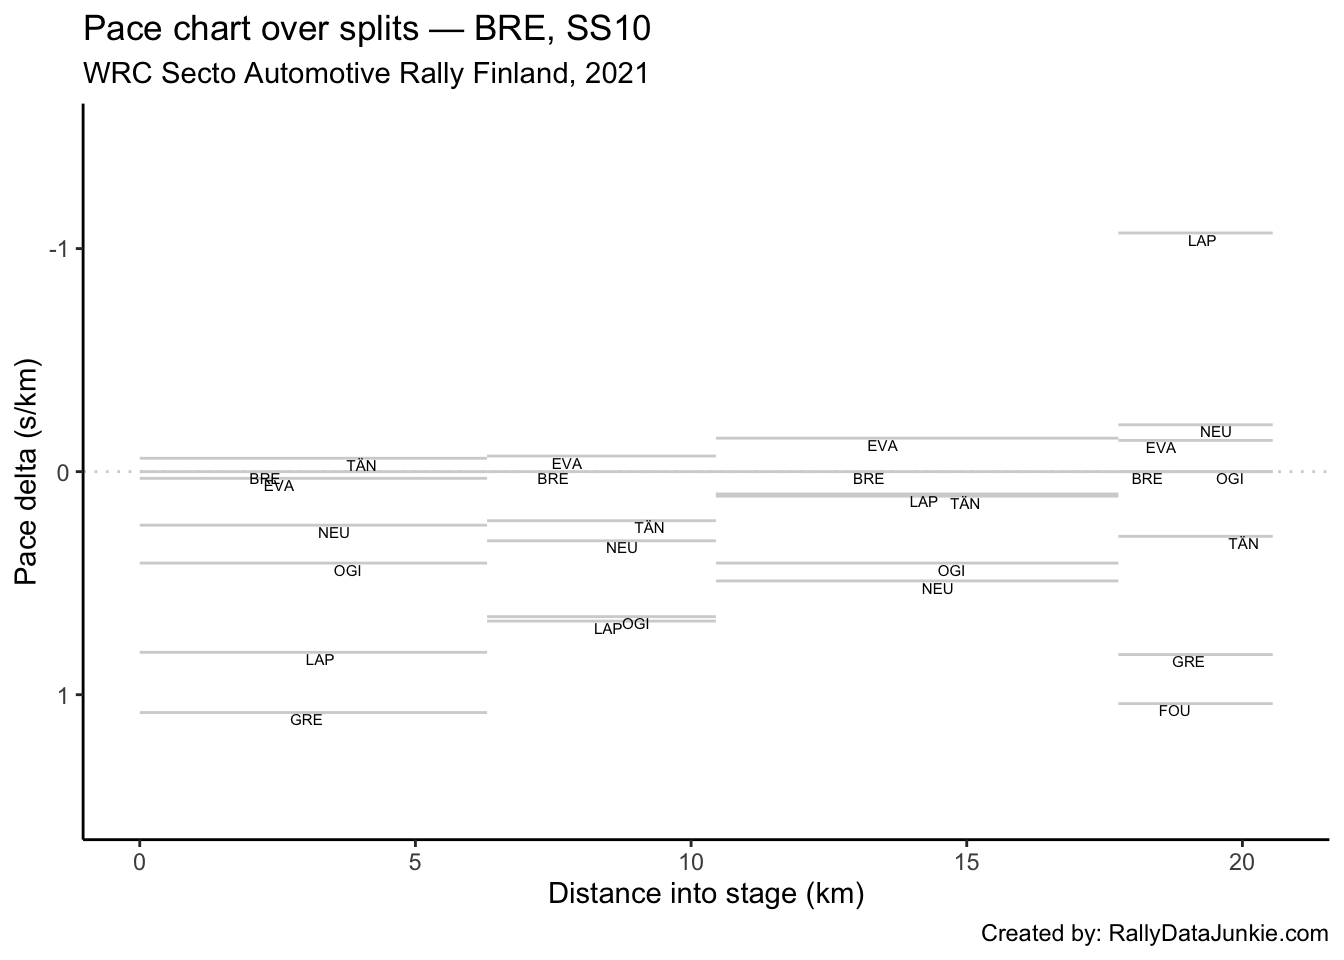 Pace chart over splits — BRE, SS10
WRC Secto Automotive Rally Finland, 2021
Pace delta (s/km)
-1
0
1
TÄN
BRE
EVA
NEU
OGI
LAP
GRE
EVA
BRE
TÄN
NEU
LAP
OGI
EVA
BRE
LAP
TÄN
OGI
NEU
LAP
NEU
EVA
BRE
OGI
TÄN
GRE
FOU
0
5
10
15
20
Distance into stage (km)
Created by: RallyDataJunkie.com